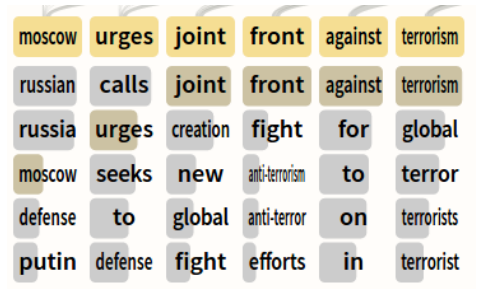 moscow urges joint front against terrorism
russian calls joint front against terrorism
russia urges creation fight for global
moscow seeks new anti-terrorism to terror
defense to global anti-terror on terrorists
putin defense fight efforts in terrorist